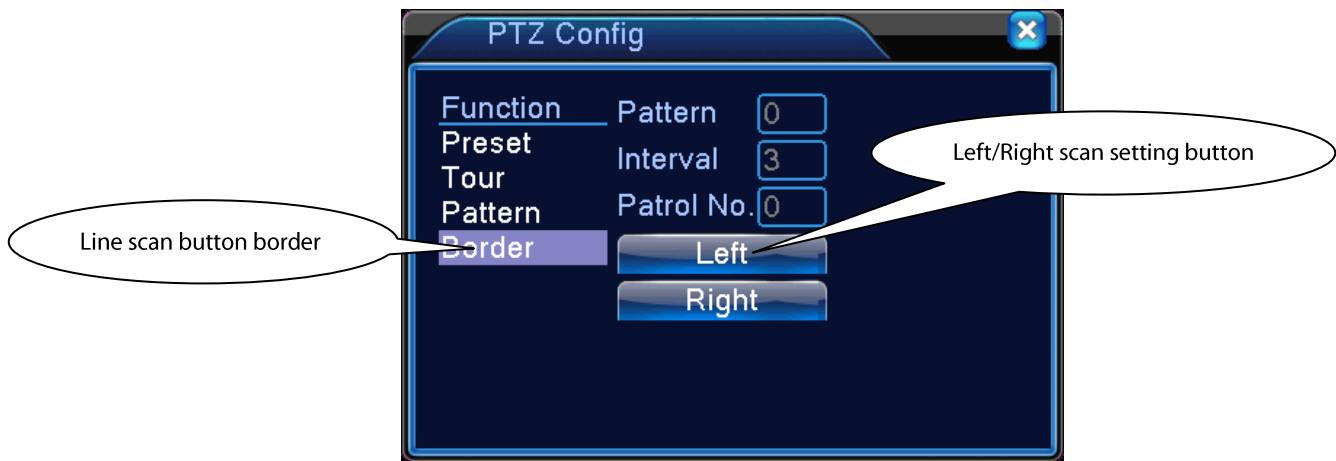 PTZ Config
Function
Preset
Tour
Pattern
Border
Pattern 0
Interval 3
Patrol No. 0
Left
Right
Line scan button border
Left/Right scan setting button